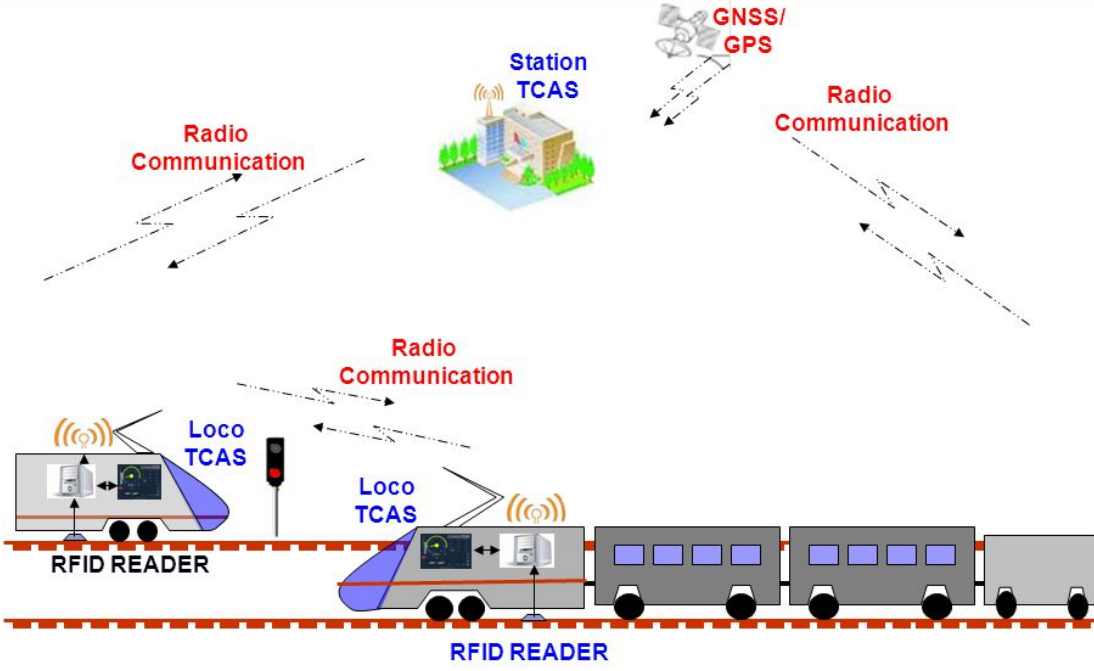 GNSS/
GPS
Station
TCAS
Radio
Communication
Radio
Communication
Radio
Communication
Loco
TCAS
Loco
TCAS
RFID READER
RFID READER